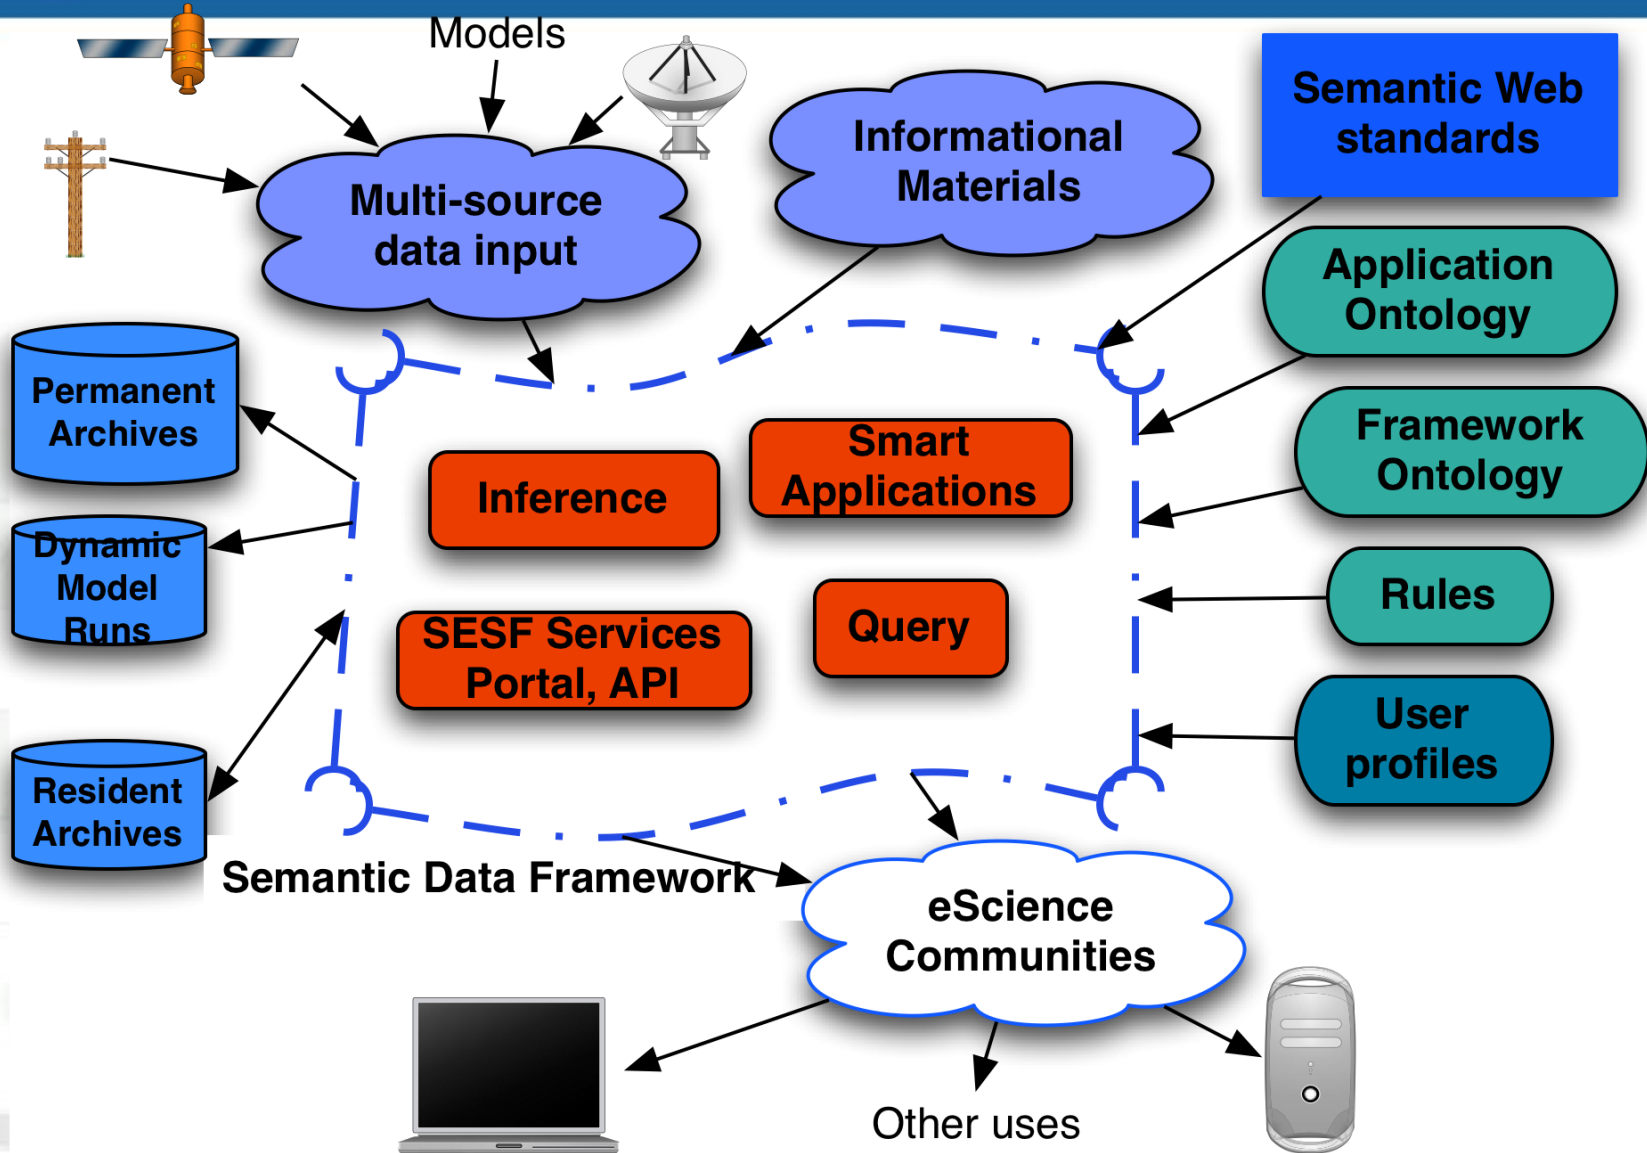 Models
Multi-source
data input
Informational
Materials
Semantic Web
standards
Application
Ontology
Framework
Ontology
Rules
User
profiles
Permanent
Archives
Dynamic
Model
Runs
Resident
Archives
Inference
Smart
Applications
SESF Services
Portal, API
Query
Semantic Data Framework
eScience
Communities
Other uses